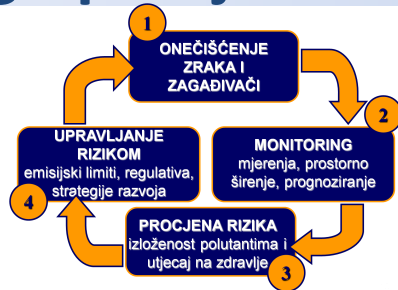 1
ONEČIŠĆENJE
ZRAKA I
ZAGAĐIVAČI
2
MONITORING
mjerenja, prostorno
širenje, prognoziranje
PROCJENA RIZIKA
izloženost polutantima i
utjecaj na zdravlje
3
UPRAVLJANJE
RIZIKOM
emisijski limiti, regulativa,
strategije razvoja
4